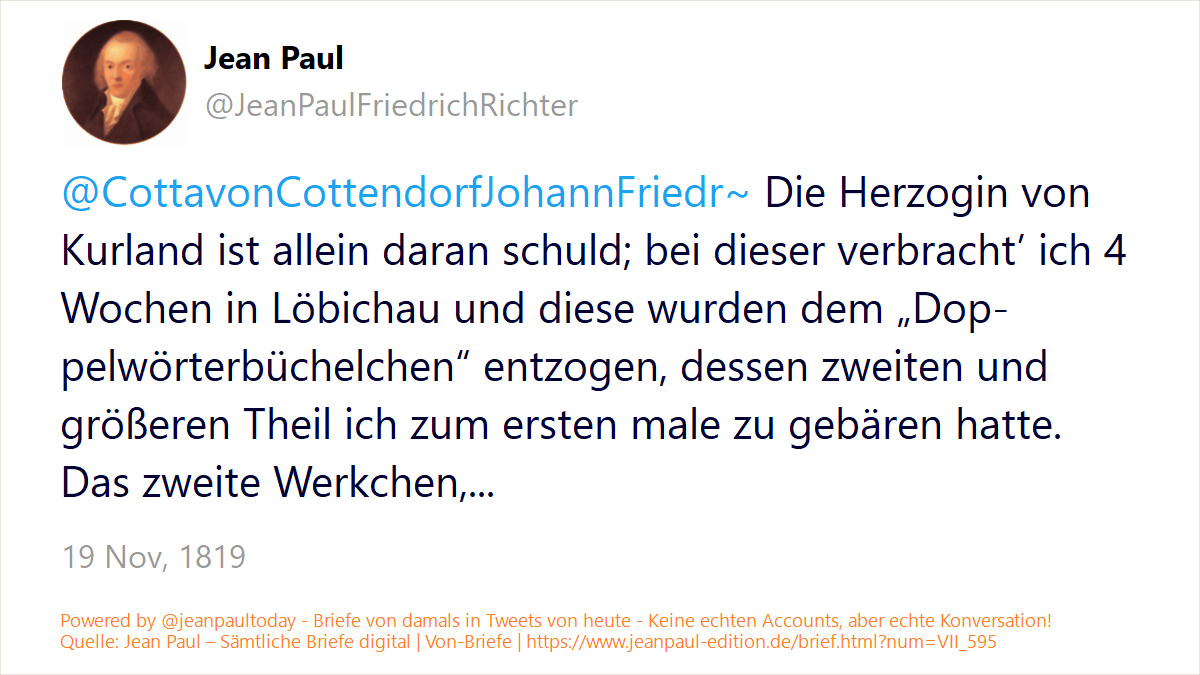 Jean Paul
@JeanPaulFriedrichRichter
@CottavonCottendorfJohannFriedr~ Die Herzogin von
Kurland ist allein daran schuld; bei dieser verbracht’ ich 4
Wochen in Löbichau und diese wurden dem „Dop-
pelwörterbüchelchen“ entzogen, dessen zweiten und
größeren Theil ich zum ersten male zu gebären hatte.
Das zweite Werkchen,...
19 Nov, 1819
Powered by @jeanpaultoday - Briefe von damals in Tweets von heute - Keine echten Accounts, aber echte Konversation!
Quelle: Jean Paul – Sämtliche Briefe digital | Von-Briefe | https://www.jeanpaul-edition.de/brief.html?num=VII_595